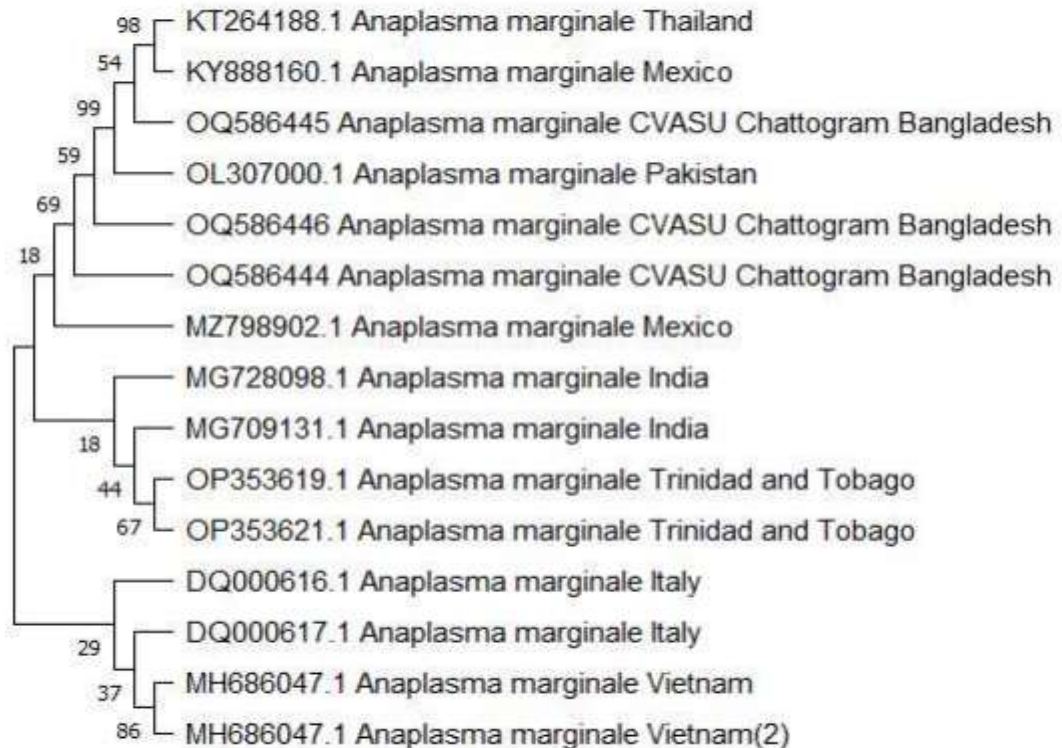 98
KT264188.1 Anaplasma marginale Thailand
54
KY888160.1 Anaplasma marginale Mexico
99
OQ586445 Anaplasma marginale CVASU Chattogram Bangladesh
59
OL307000.1 Anaplasma marginale Pakistan
69
OQ586446 Anaplasma marginale CVASU Chattogram Bangladesh
18
OQ586444 Anaplasma marginale CVASU Chattogram Bangladesh
MZ798902.1 Anaplasma marginale Mexico
MG728098.1 Anaplasma marginale India
18
MG709131.1 Anaplasma marginale India
44
OP353619.1 Anaplasma marginale Trinidad and Tobago
67
OP353621.1 Anaplasma marginale Trinidad and Tobago
DQ000616.1 Anaplasma marginale Italy
29
DQ000617.1 Anaplasma marginale Italy
37
MH686047.1 Anaplasma marginale Vietnam
86
MH686047.1 Anaplasma marginale Vietnam(2)